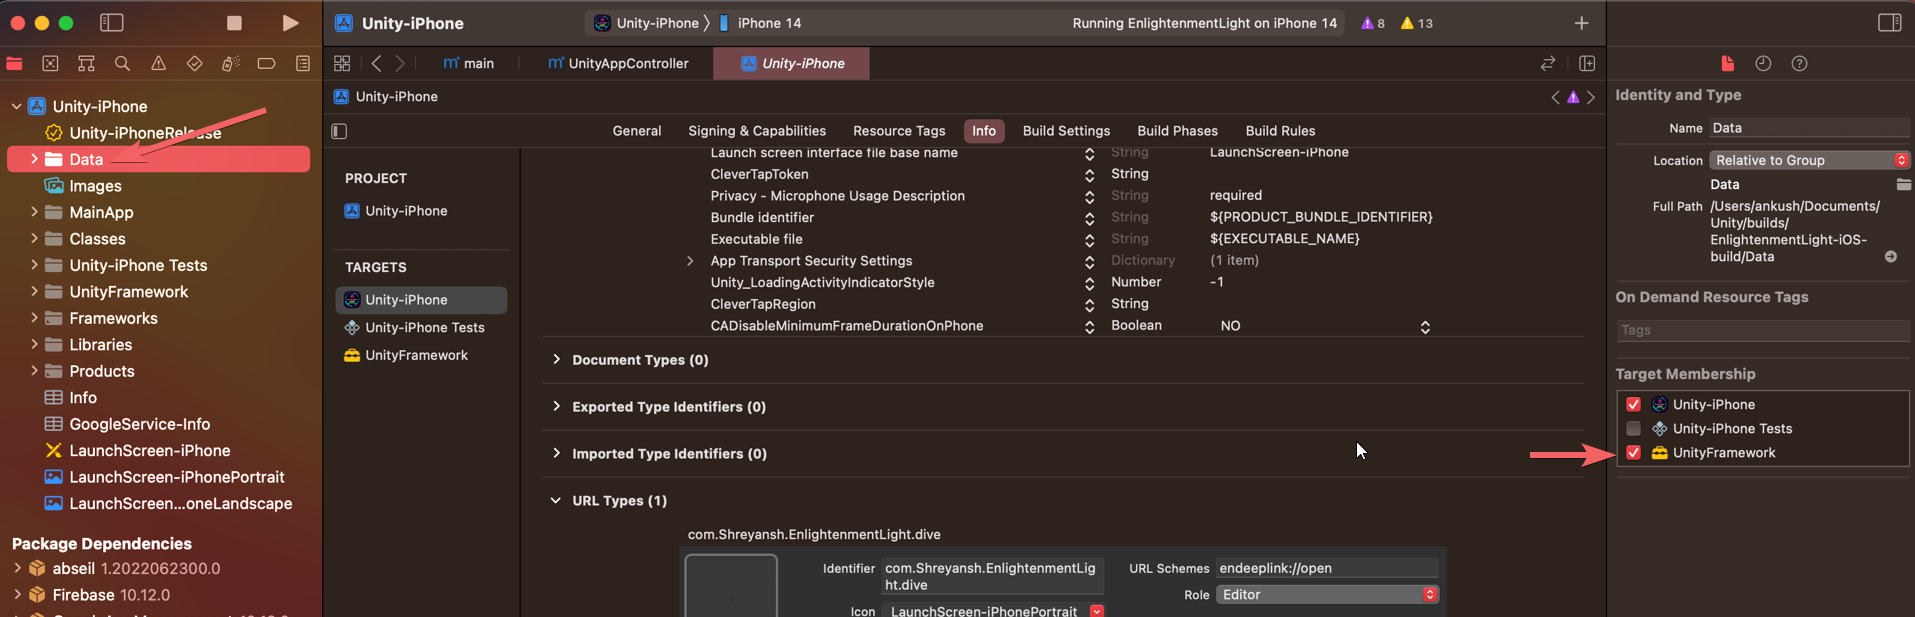 Unity-iPhone
Unity-iPhone
iPhone 14
Running EnlightenmentLight on iPhone 14
8
13
main
UnityAppController
Unity-iPhone
Unity-iPhone
General
Signing & Capabilities
Resource Tags
Info
Build Settings
Build Phases
Build Rules
Unity-iPhone
Unity-iPhoneRelease
Data
Images
MainApp
Classes
Unity-iPhone Tests
UnityFramework
Frameworks
Libraries
Products
Info
GoogleService-Info
LaunchScreen-iPhone
LaunchScreen-iPhonePortrait
LaunchScreen...oneLandscape
Package Dependencies
abseil 1.2022062300.0
Firebase 10.12.0
PROJECT
Unity-iPhone
TARGETS
Unity-iPhone
Unity-iPhone Tests
UnityFramework
Launch screen interface file base name String LaunchScreen-iPhone
CleverTapToken String
Privacy - Microphone Usage Description String required
Bundle identifier String ${PRODUCT_BUNDLE_IDENTIFIER}
Executable file String ${EXECUTABLE_NAME}
App Transport Security Settings Dictionary (1 item)
Unity_LoadingActivityIndicatorStyle Number -1
CleverTapRegion String
CADisableMinimumFrameDurationOnPhone Boolean NO
Document Types (0)
Exported Type Identifiers (0)
Imported Type Identifiers (0)
URL Types (1)
com.Shreyansh.EnlightenmentLight.dive
Identifier com.Shreyansh.EnlightenmentLig
ht.dive
Icon LaunchScreen-iPhonePortrait
URL Schemes endeeplink://open
Role Editor
Identity and Type
Name Data
Location Relative to Group
Data
Full Path /Users/ankush/Documents/
Unity/builds/
EnlightenmentLight-iOS-
build/Data
On Demand Resource Tags
Tags
Target Membership
Unity-iPhone
Unity-iPhone Tests
UnityFramework